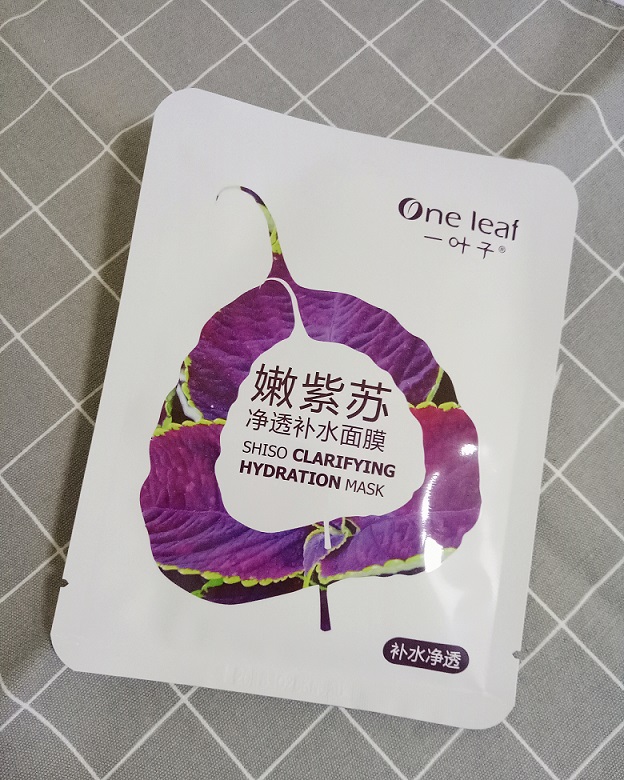 One leaf
一叶子®
嫩紫苏
净透补水面膜
SHISO CLARIFYING
HYDRATION MASK
补水净透